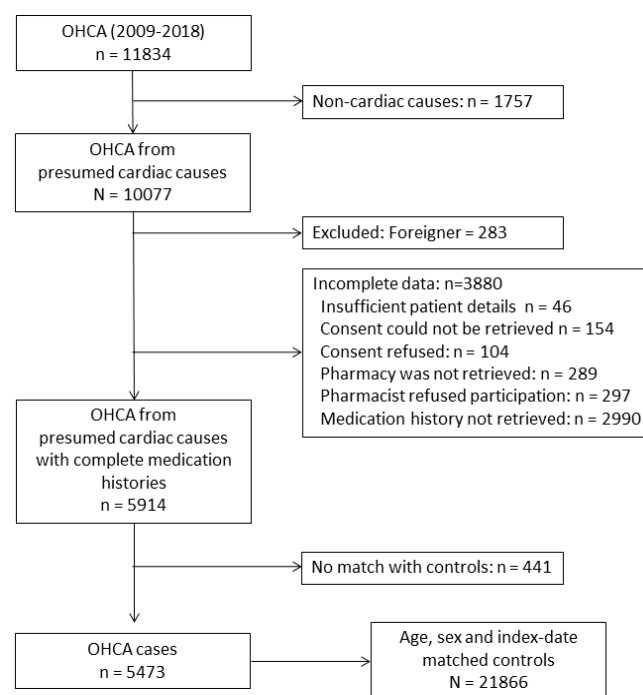 OHCA (2009-2018)
n = 11834
Non-cardiac causes: n = 1757
OHCA from
presumed cardiac causes
N = 10077
Excluded: Foreigner = 283
Incomplete data: n=3880
Insufficient patient details n = 46
Consent could not be retrieved n = 154
Consent refused: n = 104
Pharmacy was not retrieved: n = 289
Pharmacist refused participation: n = 297
Medication history not retrieved: n = 2990
OHCA from
presumed cardiac causes
with complete medication
histories
n = 5914
No match with controls: n = 441
OHCA cases
n = 5473
Age, sex and index-date
matched controls
N = 21866